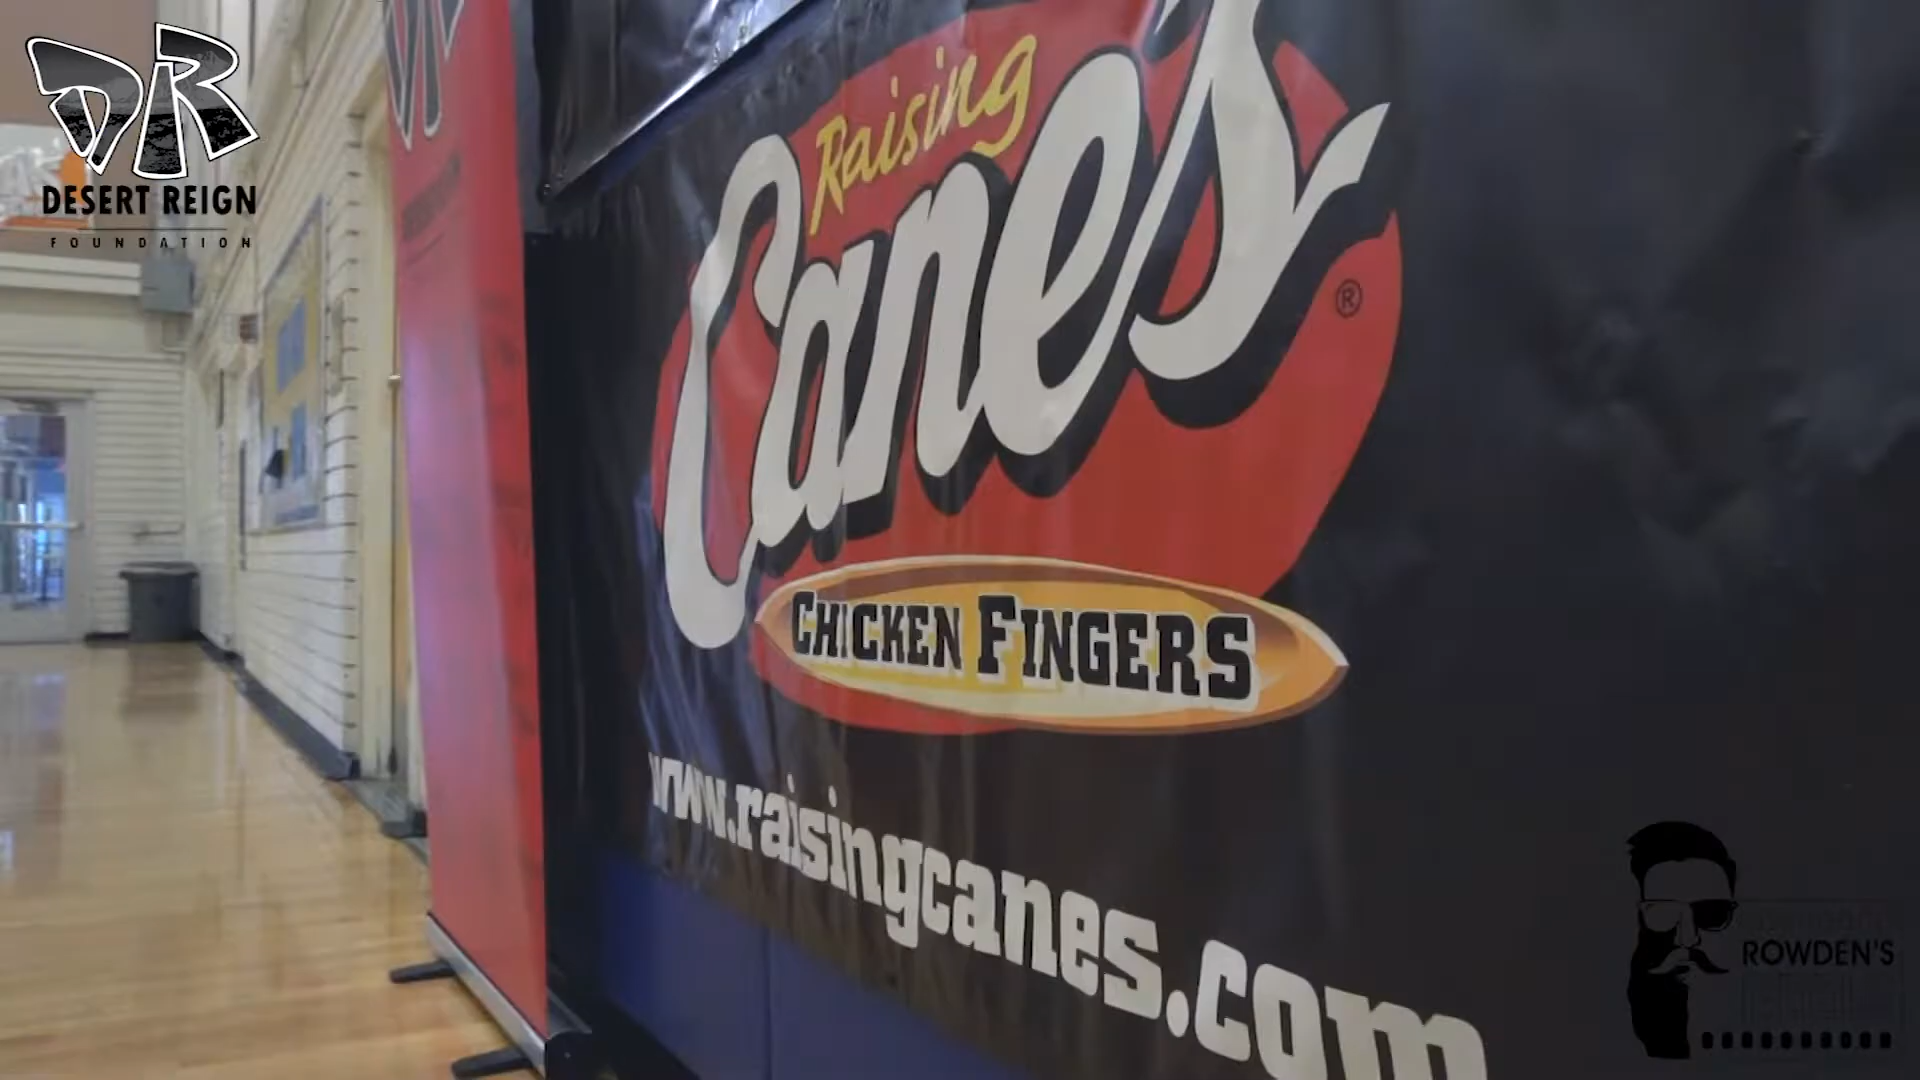 DR
DESERT REIGN
FOUNDATION
Raising
Cane's
®
CHICKEN FINGERS
www.raisingcanes.com
ROWDEN'S